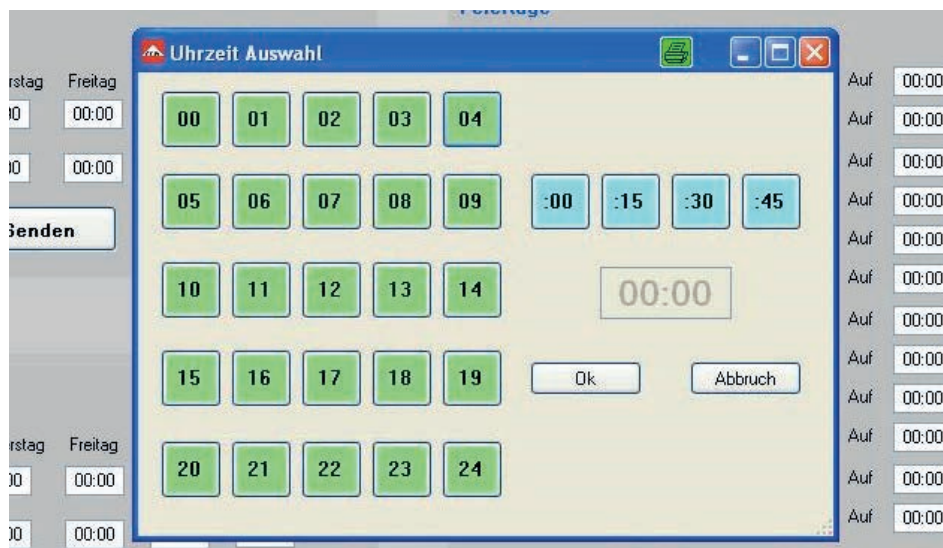 Feiertage
Uhrzeit Auswahl
rstag Freitag
00:00
00:00
Senden
rstag Freitag
00:00
00:00
00 01 02 03 04
05 06 07 08 09 :00 :15 :30 :45
10 11 12 13 14 00:00
15 16 17 18 19 Ok Abbruch
20 21 22 23 24
Auf 00:00
Auf 00:00
Auf 00:00
Auf 00:00
Auf 00:00
Auf 00:00
Auf 00:00
Auf 00:00
Auf 00:00
Auf 00:00
Auf 00:00
Auf 00:00